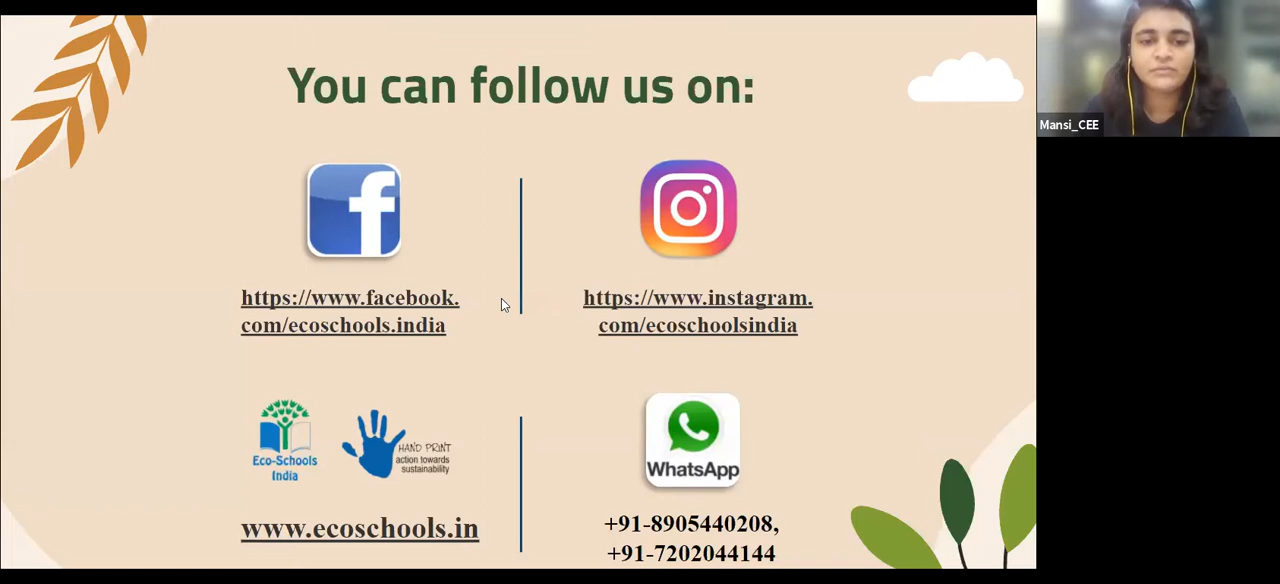 You can follow us on:
Mansi_CEE
https://www.facebook.
com/ecoschools.india
https://www.instagram.
com/ecoschoolsindia
Eco-Schools
India
HAND PRINT
action towards
sustainability
WhatsApp
www.ecoschools.in
+91-8905440208,
+91-7202044144